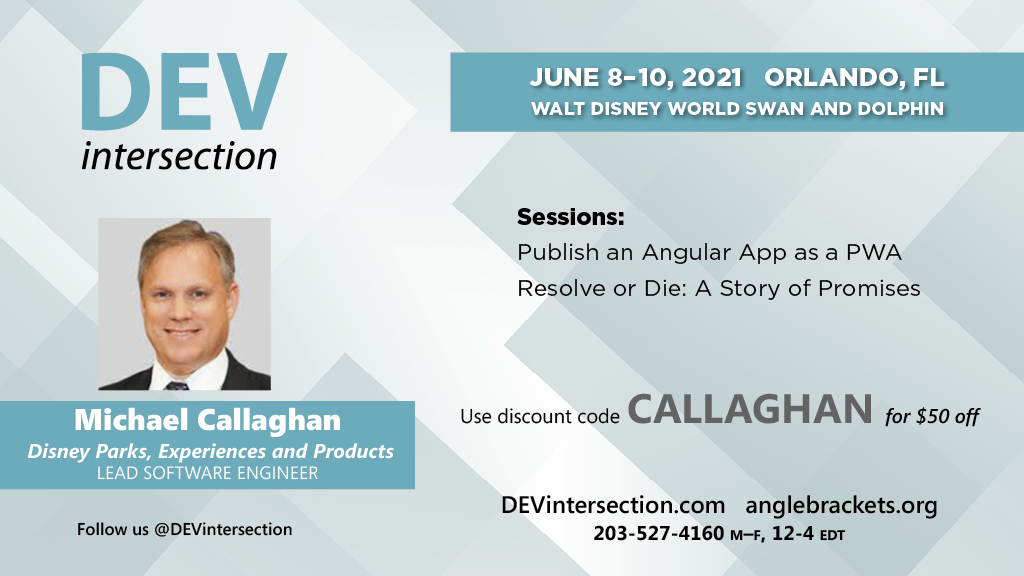 DEV
intersection
JUNE 8–10, 2021 ORLANDO, FL
WALT DISNEY WORLD SWAN AND DOLPHIN
Sessions:
Publish an Angular App as a PWA
Resolve or Die: A Story of Promises
Michael Callaghan
Disney Parks, Experiences and Products
LEAD SOFTWARE ENGINEER
Follow us @DEVintersection
Use discount code CALLAGHAN for $50 off
DEVintersection.com anglebrackets.org
203-527-4160 M–F, 12-4 EDT